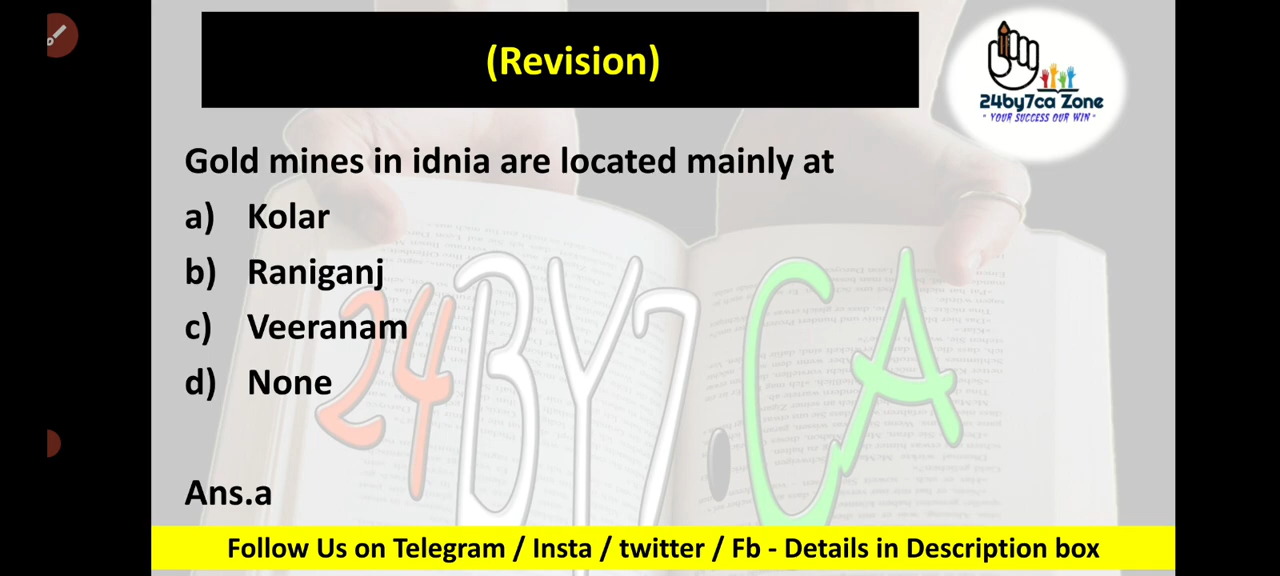 (Revision)
24by7ca Zone
" YOUR SUCCESS OUR WIN "
Gold mines in idnia are located mainly at
a) Kolar
b) Raniganj
c) Veeranam
d) None
24BY7.CA
Ans.a
Follow Us on Telegram / Insta / twitter / Fb - Details in Description box